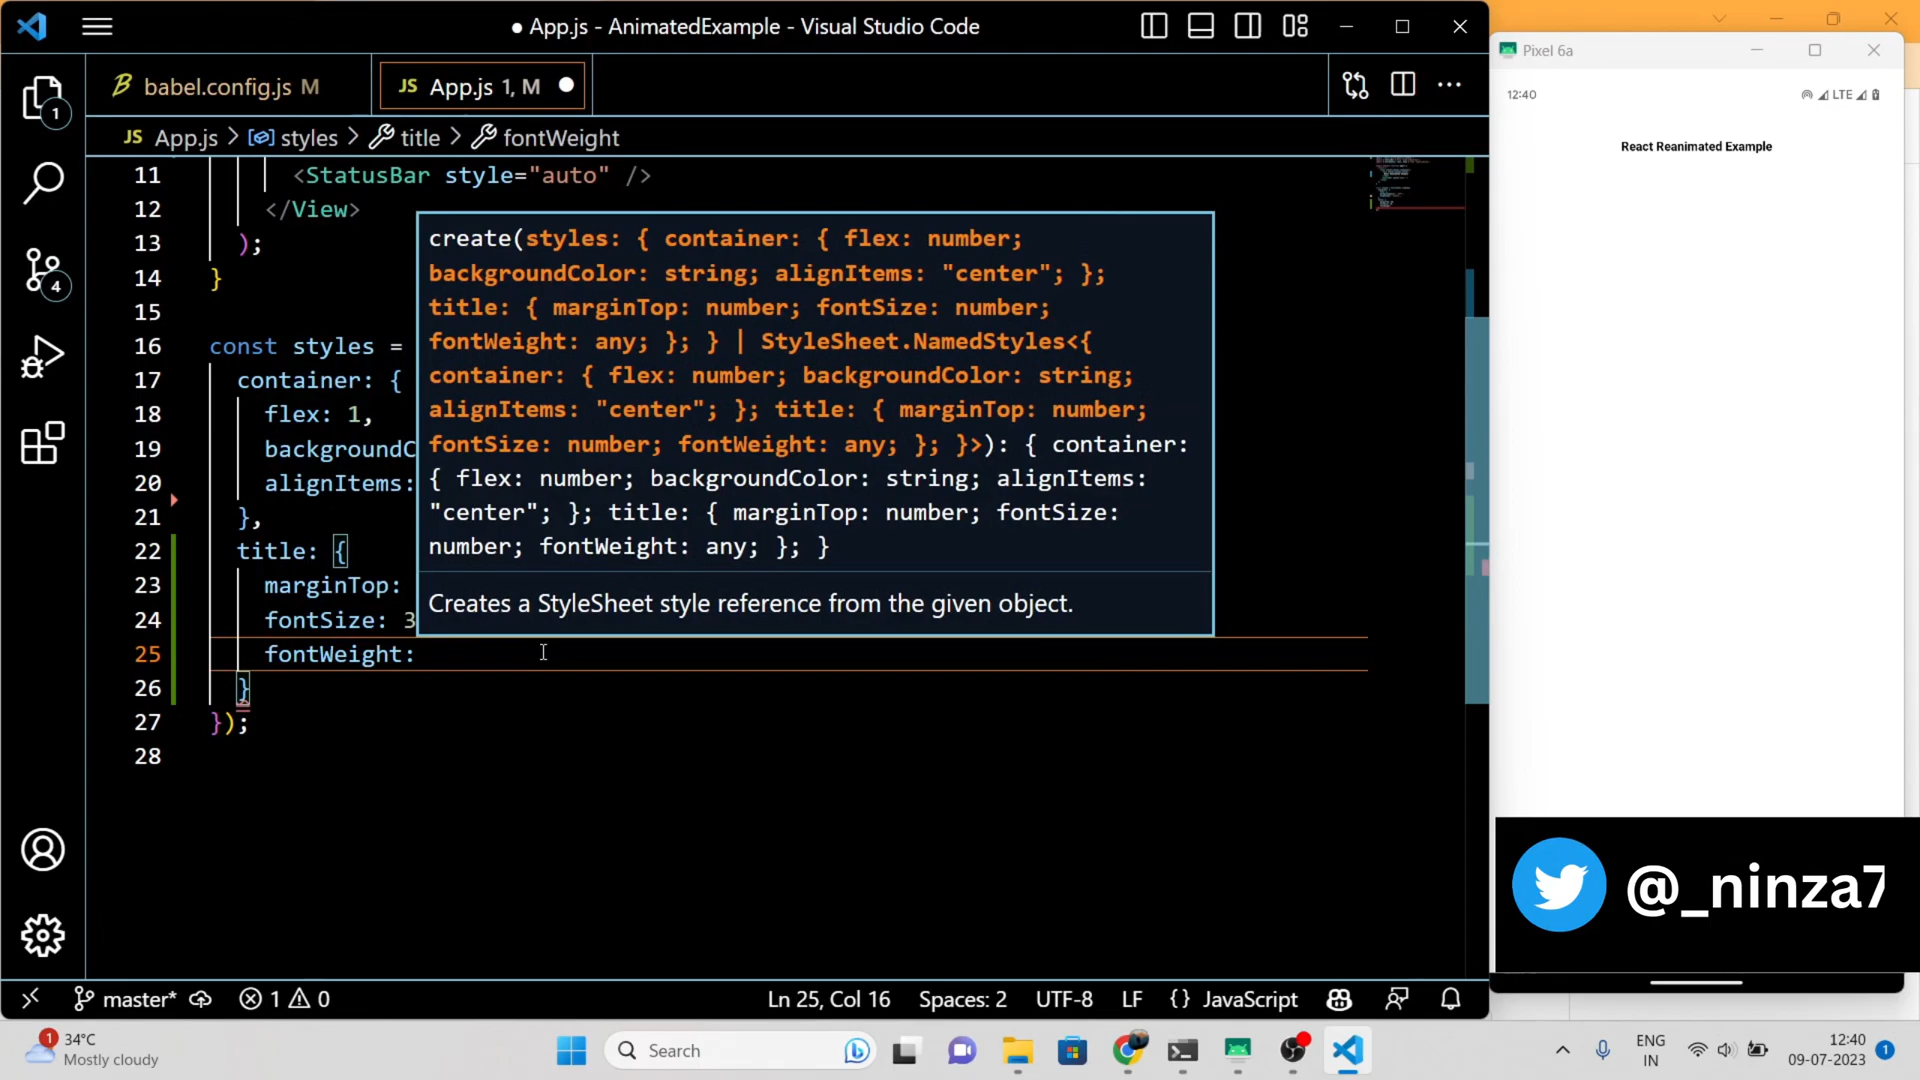 App.js - AnimatedExample - Visual Studio Code
babel.config.js M
JS App.js 1, M
JS App.js > styles > title > fontWeight
11 <StatusBar style="auto" />
12 </View>
13 );
14 }
15
16 const styles =
17 container: {
18 flex: 1,
19 backgroundC
20 alignItems:
21 },
22 title: {
23 marginTop:
24 fontSize: 3
25 fontWeight:
26 }
27 });
28
create(styles: { container: { flex: number;
backgroundColor: string; alignItems: "center"; };
title: { marginTop: number; fontSize: number;
fontWeight: any; }; } | StyleSheet.NamedStyles<{
container: { flex: number; backgroundColor: string;
alignItems: "center"; }; title: { marginTop: number;
fontSize: number; fontWeight: any; }; }>): { container:
{ flex: number; backgroundColor: string; alignItems:
"center"; }; title: { marginTop: number; fontSize:
number; fontWeight: any; }; }
Creates a StyleSheet style reference from the given object.
1
4
master* 1 0
Ln 25, Col 16 Spaces: 2 UTF-8 LF {} JavaScript
Pixel 6a
12:40 LTE
React Reanimated Example
@_ninza7
1
34°C
Mostly cloudy
Search
ENG
IN
12:40
09-07-2023
1